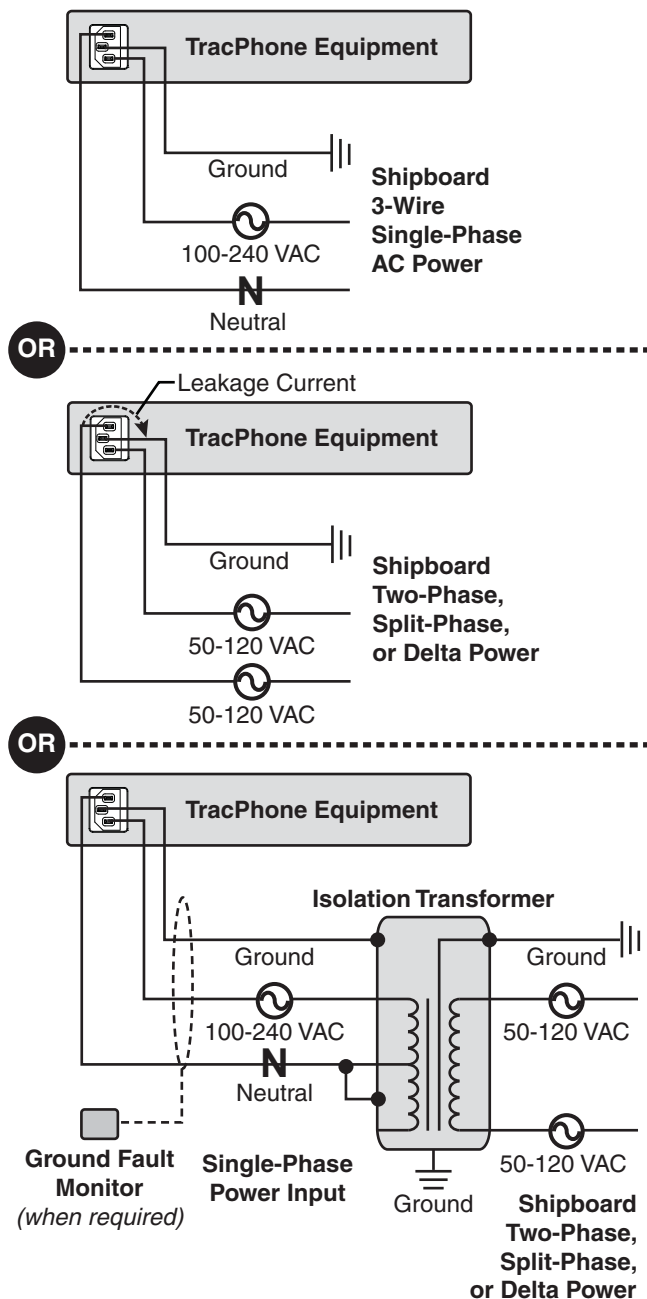 TracPhone Equipment
Ground
Shipboard
3-Wire
Single-Phase
AC Power
100-240 VAC
N
Neutral
OR
Leakage Current
TracPhone Equipment
Ground
Shipboard
Two-Phase,
Split-Phase,
or Delta Power
50-120 VAC
50-120 VAC
OR
TracPhone Equipment
Isolation Transformer
Ground
Ground
100-240 VAC
50-120 VAC
N
Neutral
Ground Fault
Monitor
(when required)
Single-Phase
Power Input
Ground
50-120 VAC
Shipboard
Two-Phase,
Split-Phase,
or Delta Power